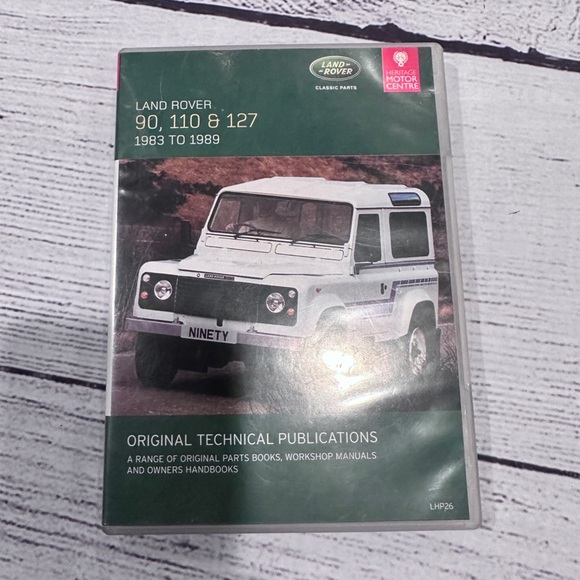 LAND ROVER
90, 110 & 127
1983 TO 1989
LAND-
-ROVER
CLASSIC PARTS
HERITAGE
MOTOR
CENTRE
NINETY
ORIGINAL TECHNICAL PUBLICATIONS
A RANGE OF ORIGINAL PARTS BOOKS, WORKSHOP MANUALS
AND OWNERS HANDBOOKS
LHP26